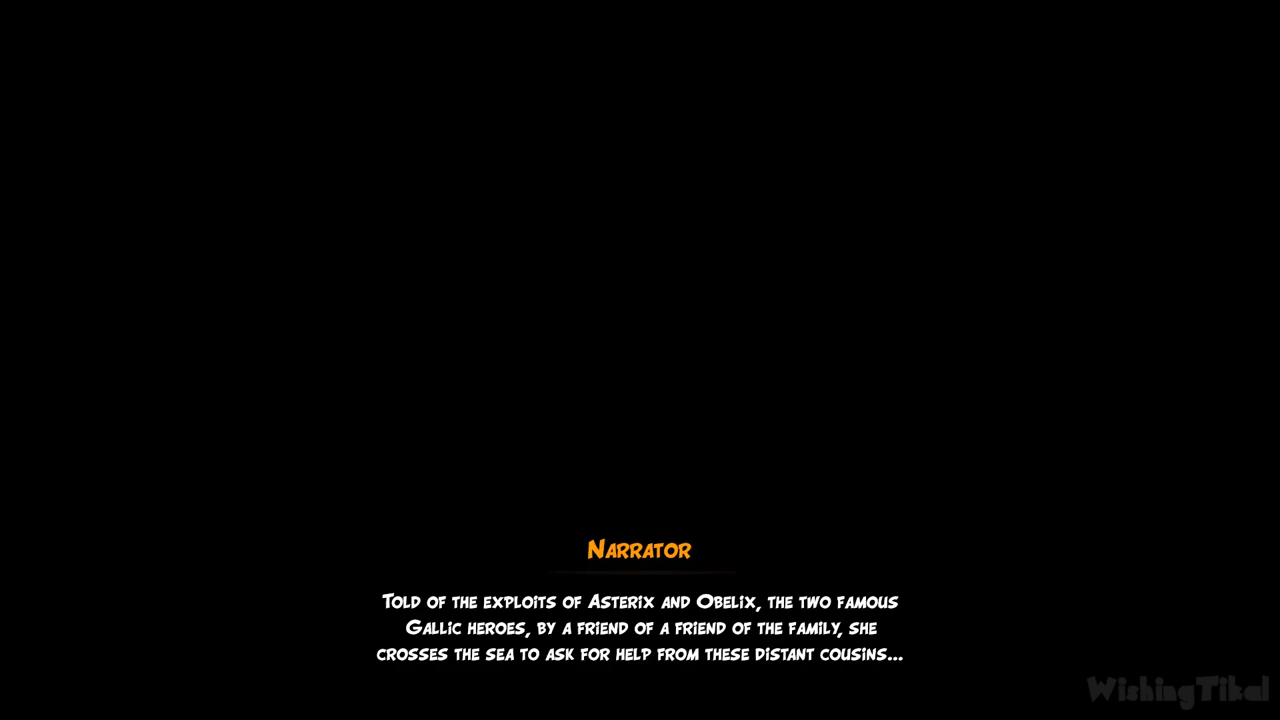 Narrator
Told of the exploits of Asterix and Obelix, the two famous
Gallic heroes, by a friend of a friend of the family, she
crosses the sea to ask for help from these distant cousins...
WishingTikal